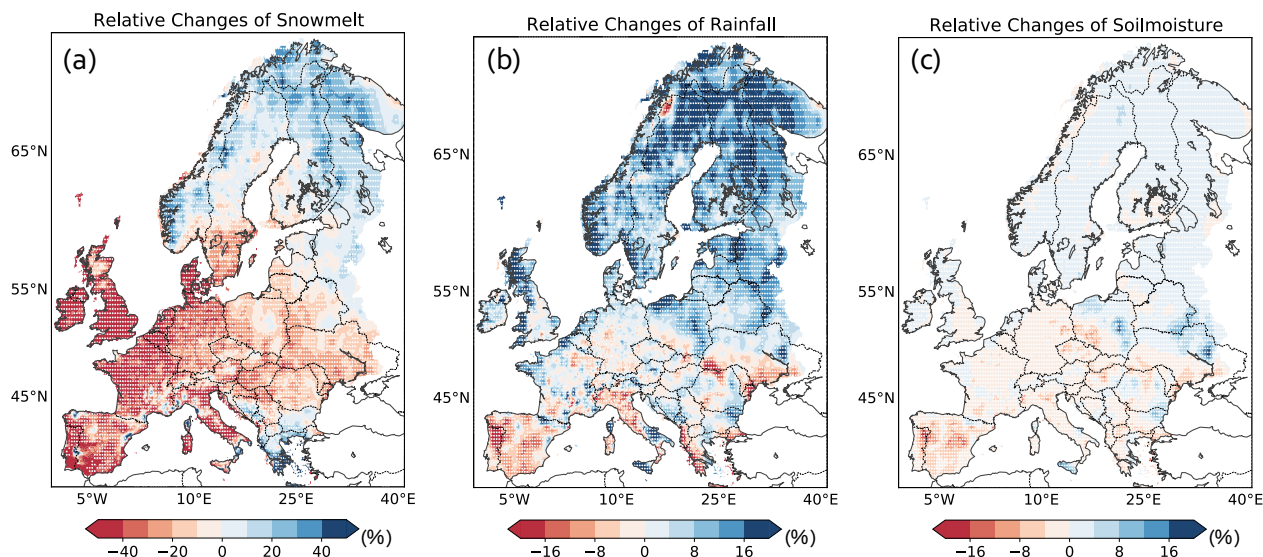 Relative Changes of Snowmelt
(a)
65°N
55°N
45°N
5°W 10°E 25°E 40°E
−40 −20 0 20 40 (%)
Relative Changes of Rainfall
(b)
65°N
55°N
45°N
5°W 10°E 25°E 40°E
−16 −8 0 8 16 (%)
Relative Changes of Soilmoisture
(c)
65°N
55°N
45°N
5°W 10°E 25°E 40°E
−16 −8 0 8 16 (%)